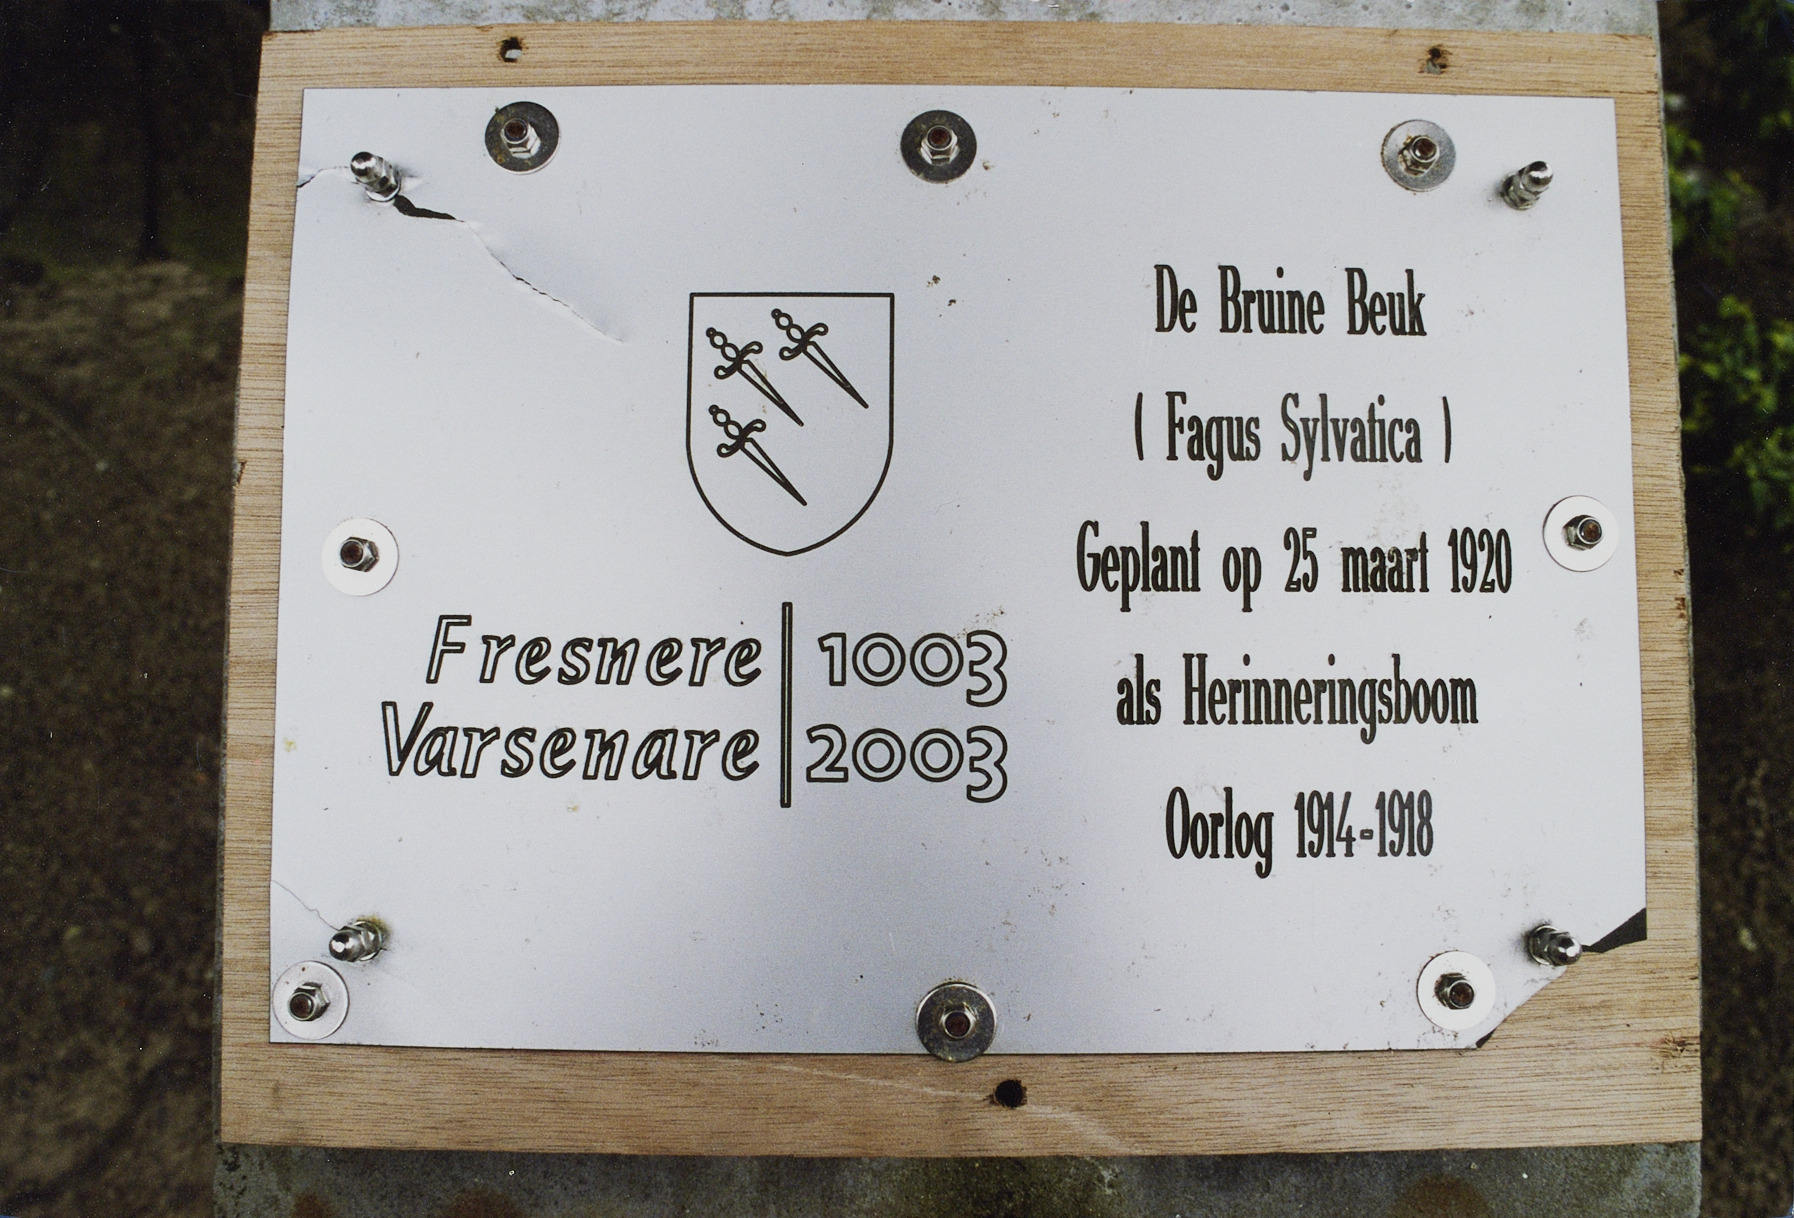 Fresnere 1003
Varsenare 2003
De Bruine Beuk
( Fagus Sylvatica )
Geplant op 25 maart 1920
als Herinneringsboom
Oorlog 1914-1918